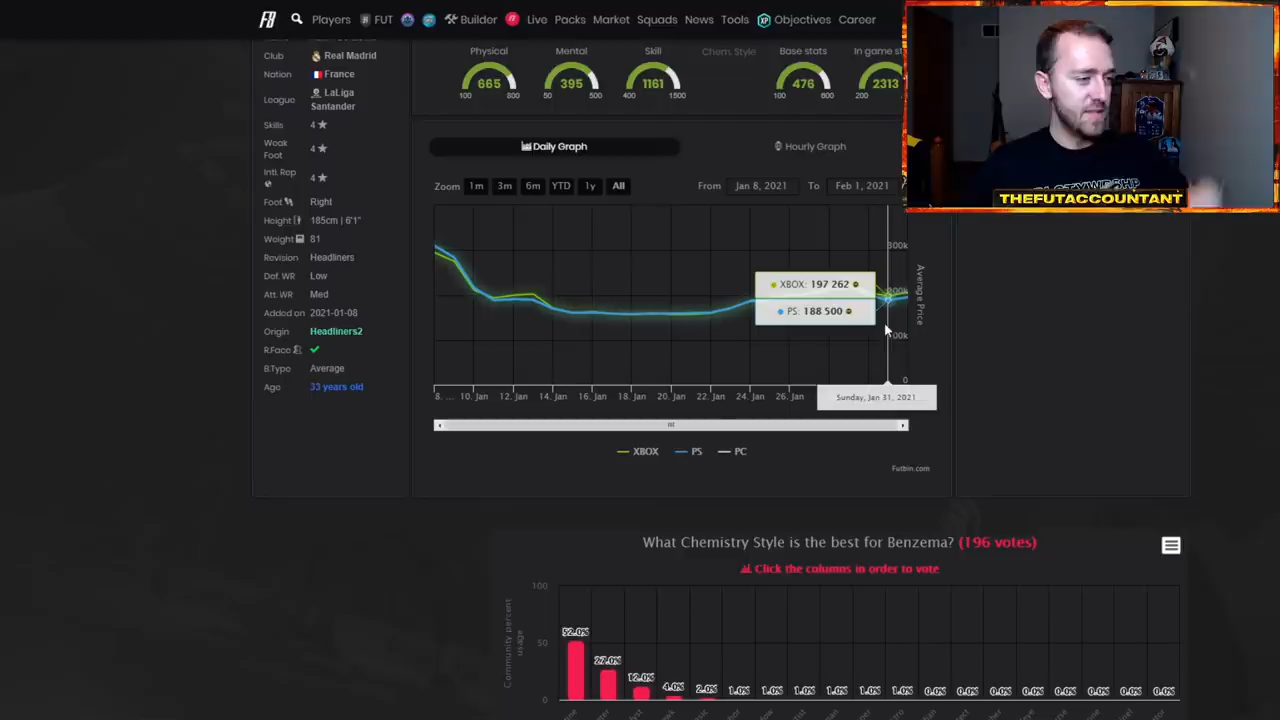 Players FUT Builder Live Packs Market Squads News Tools XP Objectives Career
Club Real Madrid
Nation France
League LaLiga Santander
Skills 4★
Weak Foot 4★
Intl. Rep 4★
Foot Right
Height 185cm | 6'1"
Weight 81
Revision Headliners
Def. WR Low
Att. WR Med
Added on 2021-01-08
Origin Headliners2
R.Face
B.Type Average
Age 33 years old
Physical Mental Skill Chem. Style Base stats In game st
665 395 1161 476 2313
100 800 50 500 400 1500 100 600 200
Daily Graph Hourly Graph
Zoom 1m 3m 6m YTD 1y All From Jan 8, 2021 To Feb 1, 2021
XBOX: 197 262
PS: 188 500
Average Price
0
Sunday, Jan 31, 2021
8. … 10. Jan 12. Jan 14. Jan 16. Jan 18. Jan 20. Jan 22. Jan 24. Jan 26. Jan
XBOX PS PC
Futbin.com
THEFUTACCOUNTANT
What Chemistry Style is the best for Benzema? (196 votes)
Click the columns in order to vote
Community percent usage
100
50
0
52.0% 27.0% 12.0% 4.0% 2.0% 1.0% 1.0% 1.0% 1.0% 1.0% 1.0% 0.0% 0.0% 0.0% 0.0% 0.0% 0.0% 0.0% 0.0%